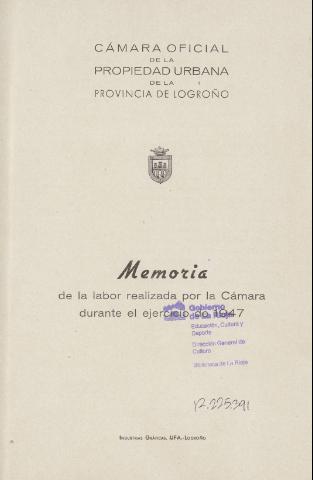 CÁMARA OFICIAL
DE LA
PROPIEDAD URBANA
DE LA
PROVINCIA DE LOGROÑO
Memoria
de la labor realizada por la Cámara
durante el ejercicio de 1947
Gobierno
de La Rioja
Educación, Cultura y
Deporte
Dirección General de
Cultura
Biblioteca de La Rioja
12.225.391
INDUSTRIAS GRÁFICAS, UFA.-LOGROÑO